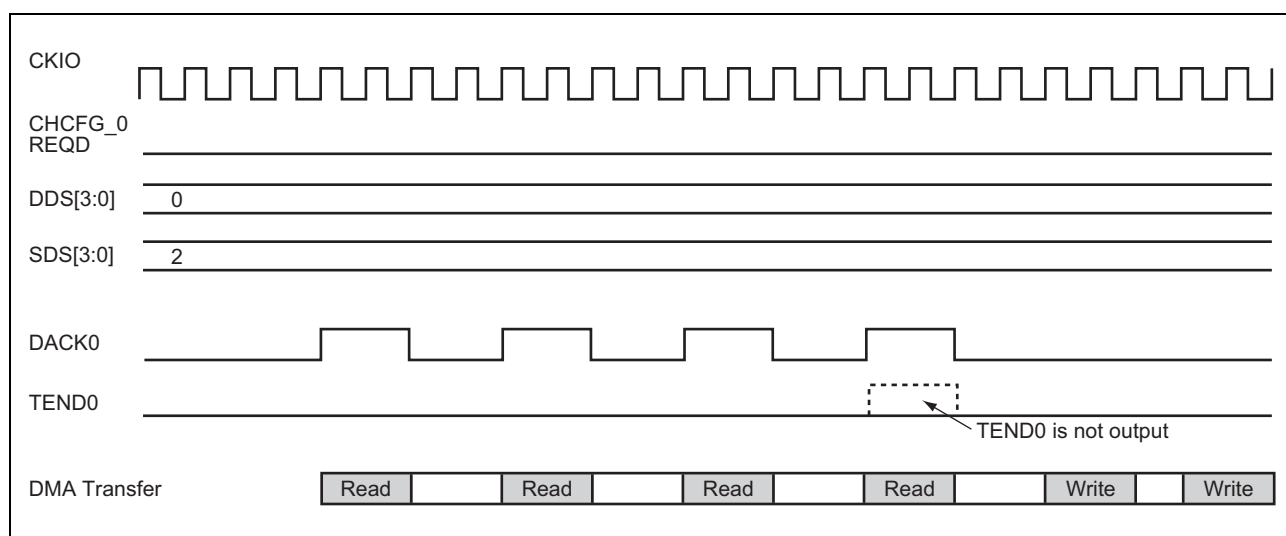 CKIO
CHCFG_0
REQD
DDS[3:0] 0
SDS[3:0] 2
DACK0
TEND0
TEND0 is not output
DMA Transfer Read Read Read Read Write Write